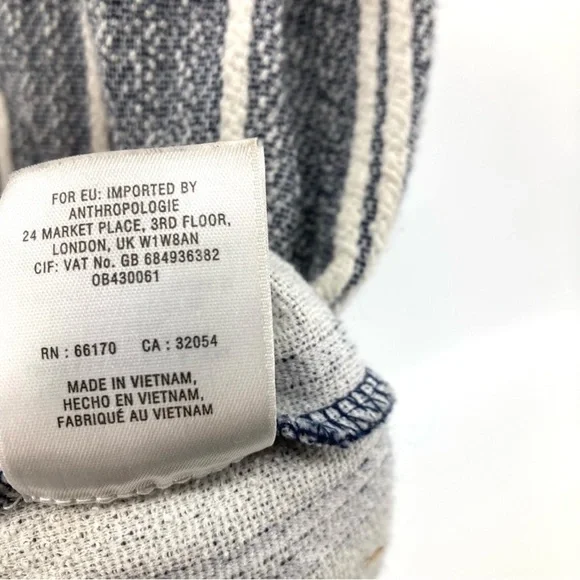 FOR EU: IMPORTED BY
ANTHROPOLOGIE
24 MARKET PLACE, 3RD FLOOR,
LONDON, UK W1W8AN
CIF: VAT No. GB 684936382
OB430061
RN : 66170 CA : 32054
MADE IN VIETNAM,
HECHO EN VIETNAM,
FABRIQUÉ AU VIETNAM